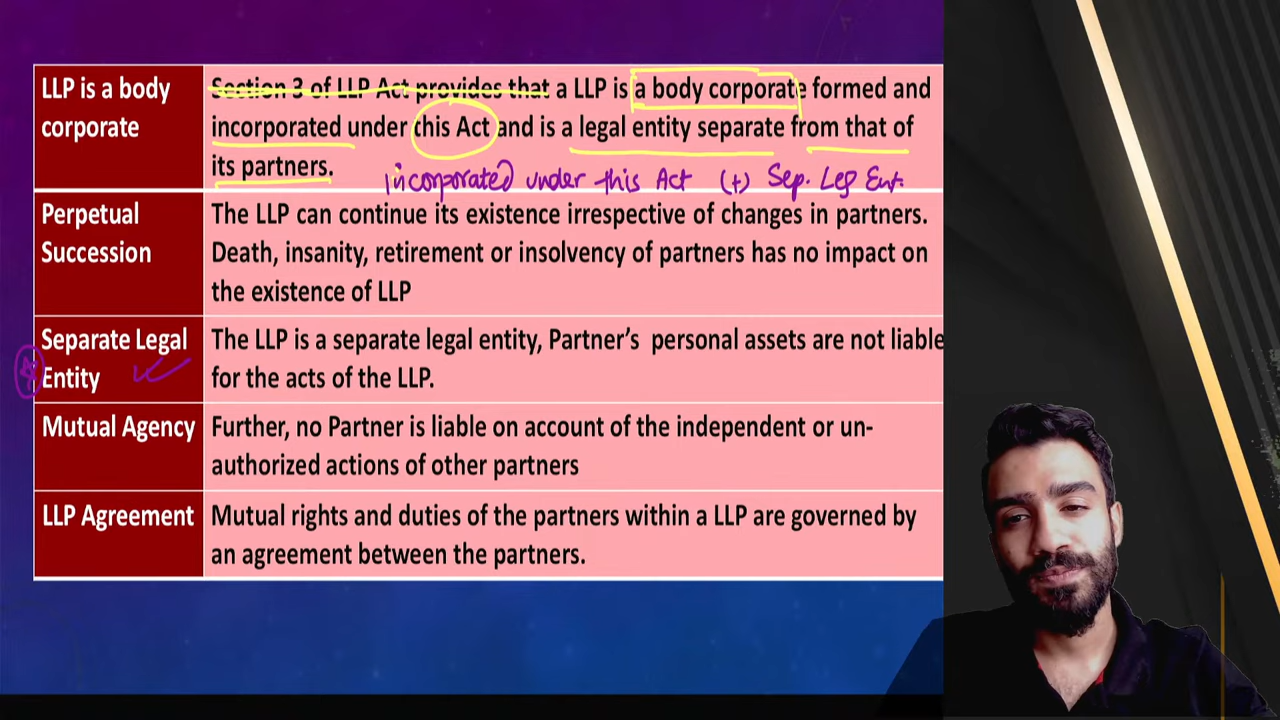 LLP is a body
corporate
Section 3 of LLP Act provides that a LLP is a body corporate formed and
incorporated under this Act and is a legal entity separate from that of
its partners.
incorporated under this Act (+) Sep. Leg Ent.
Perpetual
Succession
The LLP can continue its existence irrespective of changes in partners.
Death, insanity, retirement or insolvency of partners has no impact on
the existence of LLP
Separate Legal
Entity
The LLP is a separate legal entity, Partner’s personal assets are not liable
for the acts of the LLP.
Mutual Agency
Further, no Partner is liable on account of the independent or un-
authorized actions of other partners
LLP Agreement
Mutual rights and duties of the partners within a LLP are governed by
an agreement between the partners.